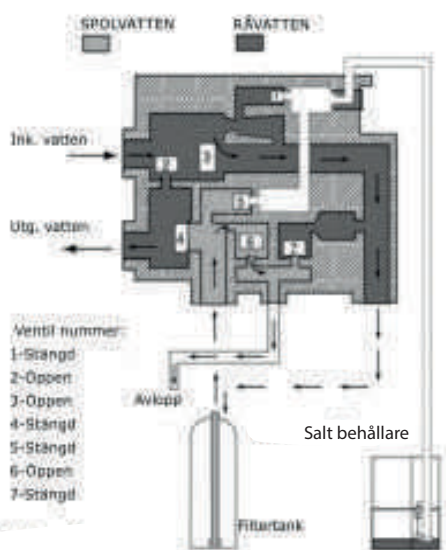 SPOLVATTEN
RÅVATTEN
Ink. vatten
Utg. vatten
1
2
3
4
5
6
7
Ventil nummer:
1-Stängd
2-Öppen
3-Öppen
4-Stängd
5-Stängd
6-Öppen
7-Stängd
Avlopp
Salt behållare
Filtertank